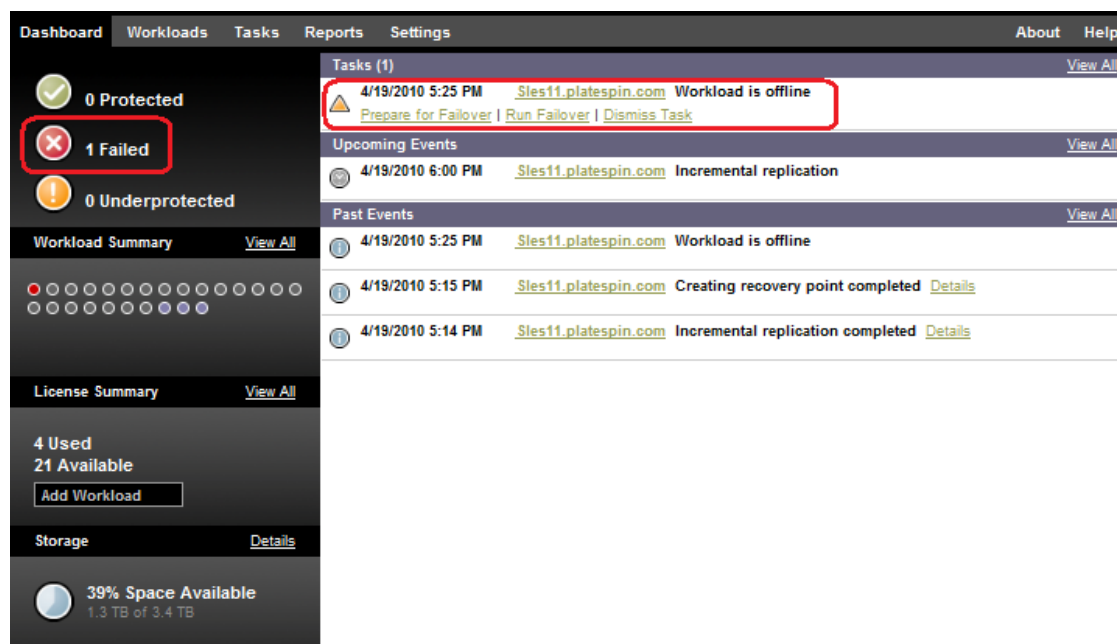 Dashboard Workloads Tasks Reports Settings About Help
0 Protected
1 Failed
0 Underprotected
Workload Summary View All
License Summary View All
4 Used
21 Available
Add Workload
Storage Details
39% Space Available
1.3 TB of 3.4 TB
Tasks (1) View All
4/19/2010 5:25 PM Sles11.platespin.com Workload is offline
Prepare for Failover | Run Failover | Dismiss Task
Upcoming Events View All
4/19/2010 6:00 PM Sles11.platespin.com Incremental replication
Past Events View All
4/19/2010 5:25 PM Sles11.platespin.com Workload is offline
4/19/2010 5:15 PM Sles11.platespin.com Creating recovery point completed Details
4/19/2010 5:14 PM Sles11.platespin.com Incremental replication completed Details